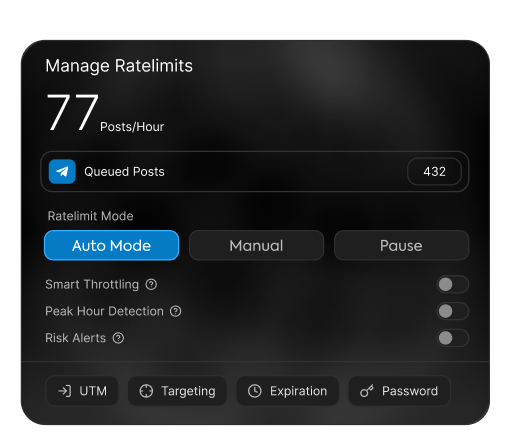 Manage Ratelimits
77 Posts/Hour
Queued Posts 432
Ratelimit Mode
Auto Mode Manual Pause
Smart Throttling
Peak Hour Detection
Risk Alerts
UTM Targeting Expiration Password